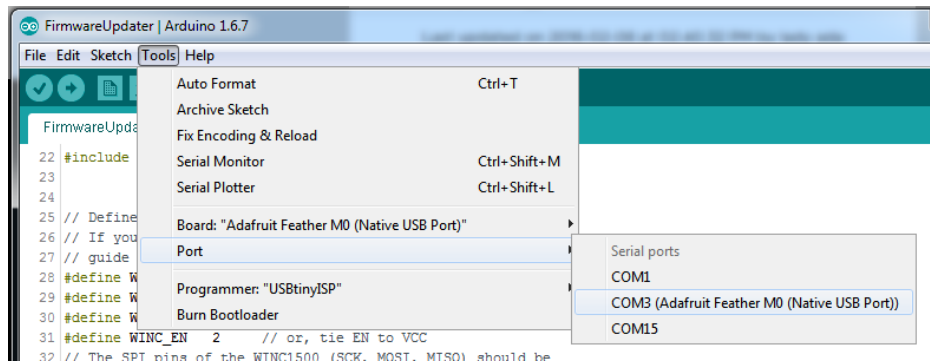 FirmwareUpdater | Arduino 1.6.7
File Edit Sketch Tools Help
Auto Format Ctrl+T
Archive Sketch
FirmwareUpda
Fix Encoding & Reload
22 #include
Serial Monitor Ctrl+Shift+M
23
Serial Plotter Ctrl+Shift+L
24
25 // Define
Board: "Adafruit Feather M0 (Native USB Port)"
26 // If you
Port
Serial ports
27 // guide
COM1
28 #define W
Programmer: "USBtinyISP"
29 #define W
COM3 (Adafruit Feather M0 (Native USB Port))
30 #define W
Burn Bootloader
COM15
31 #define WINC_EN 2 // or, tie EN to VCC
32 // The SPI pins of the WINC1500 (SCK, MOSI, MISO) should be